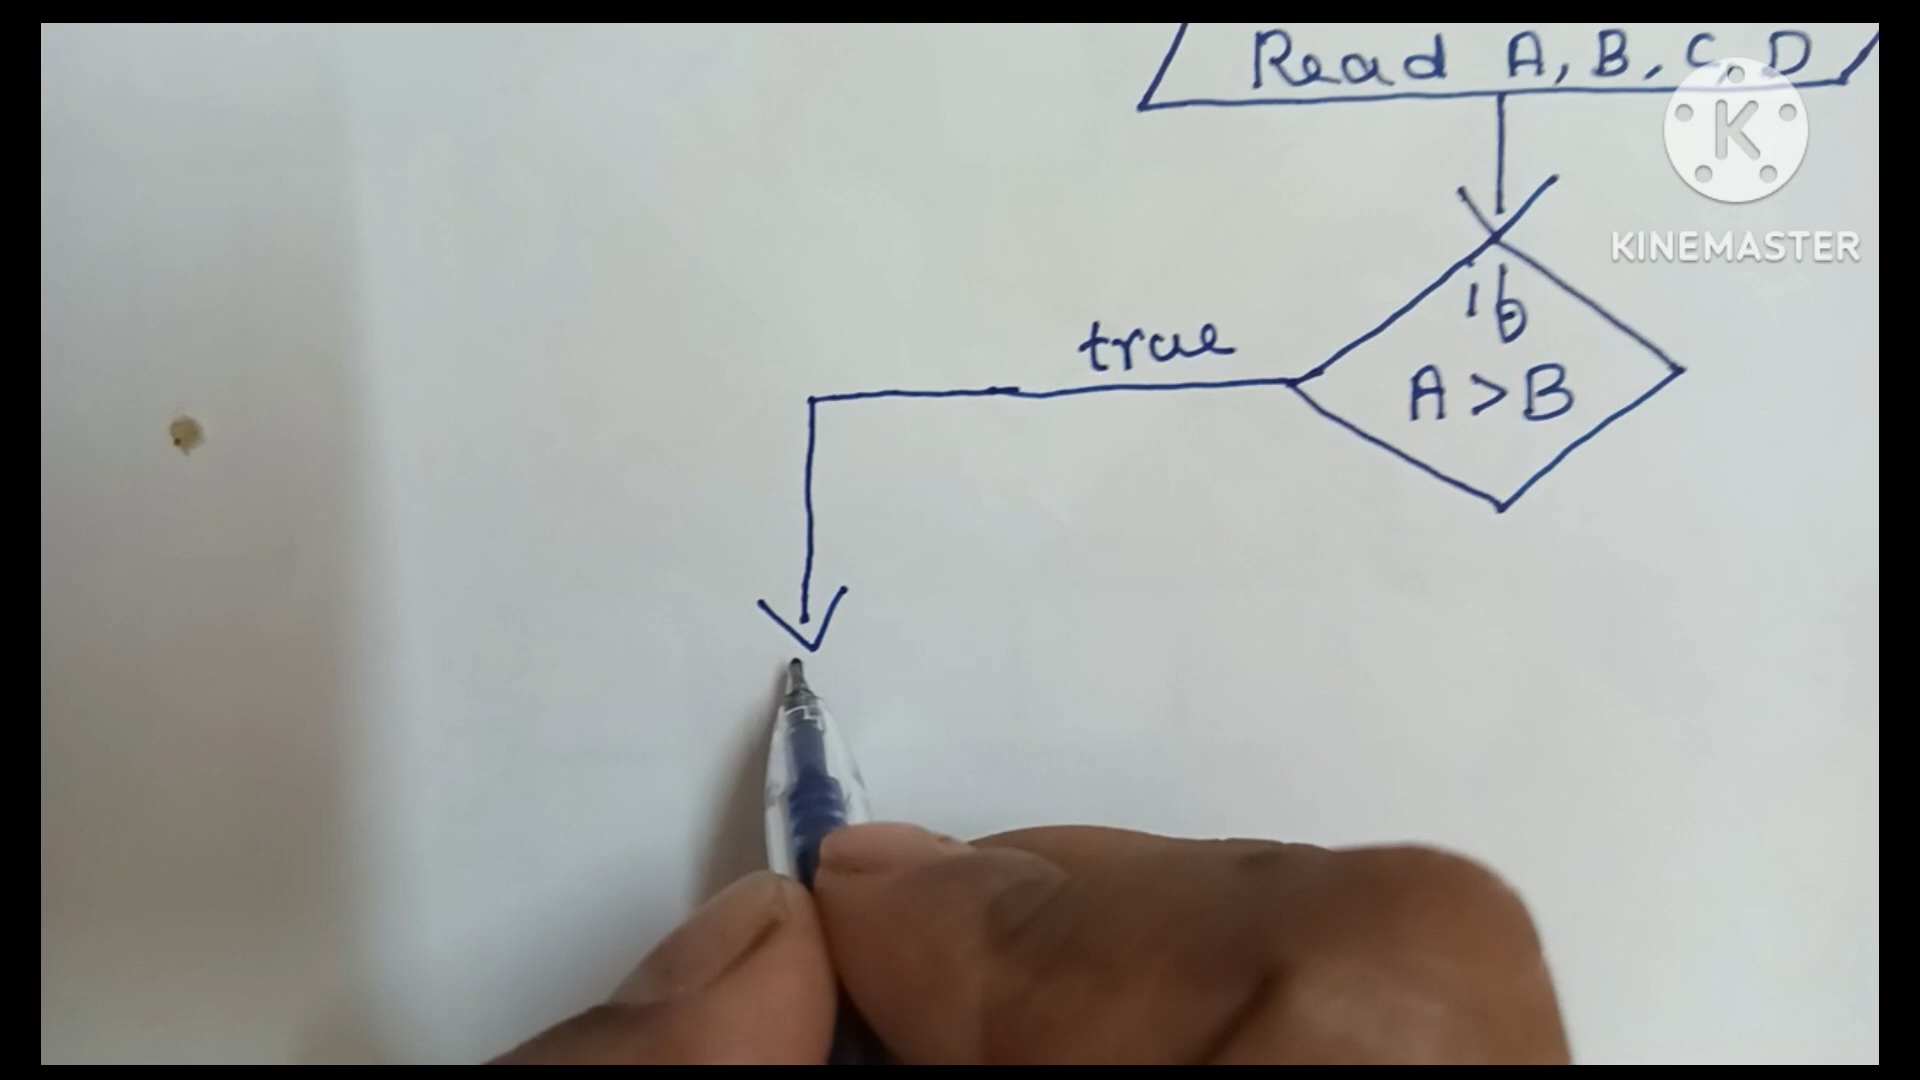 Read A, B, C, D
K
KINEMASTER
if
true
A > B